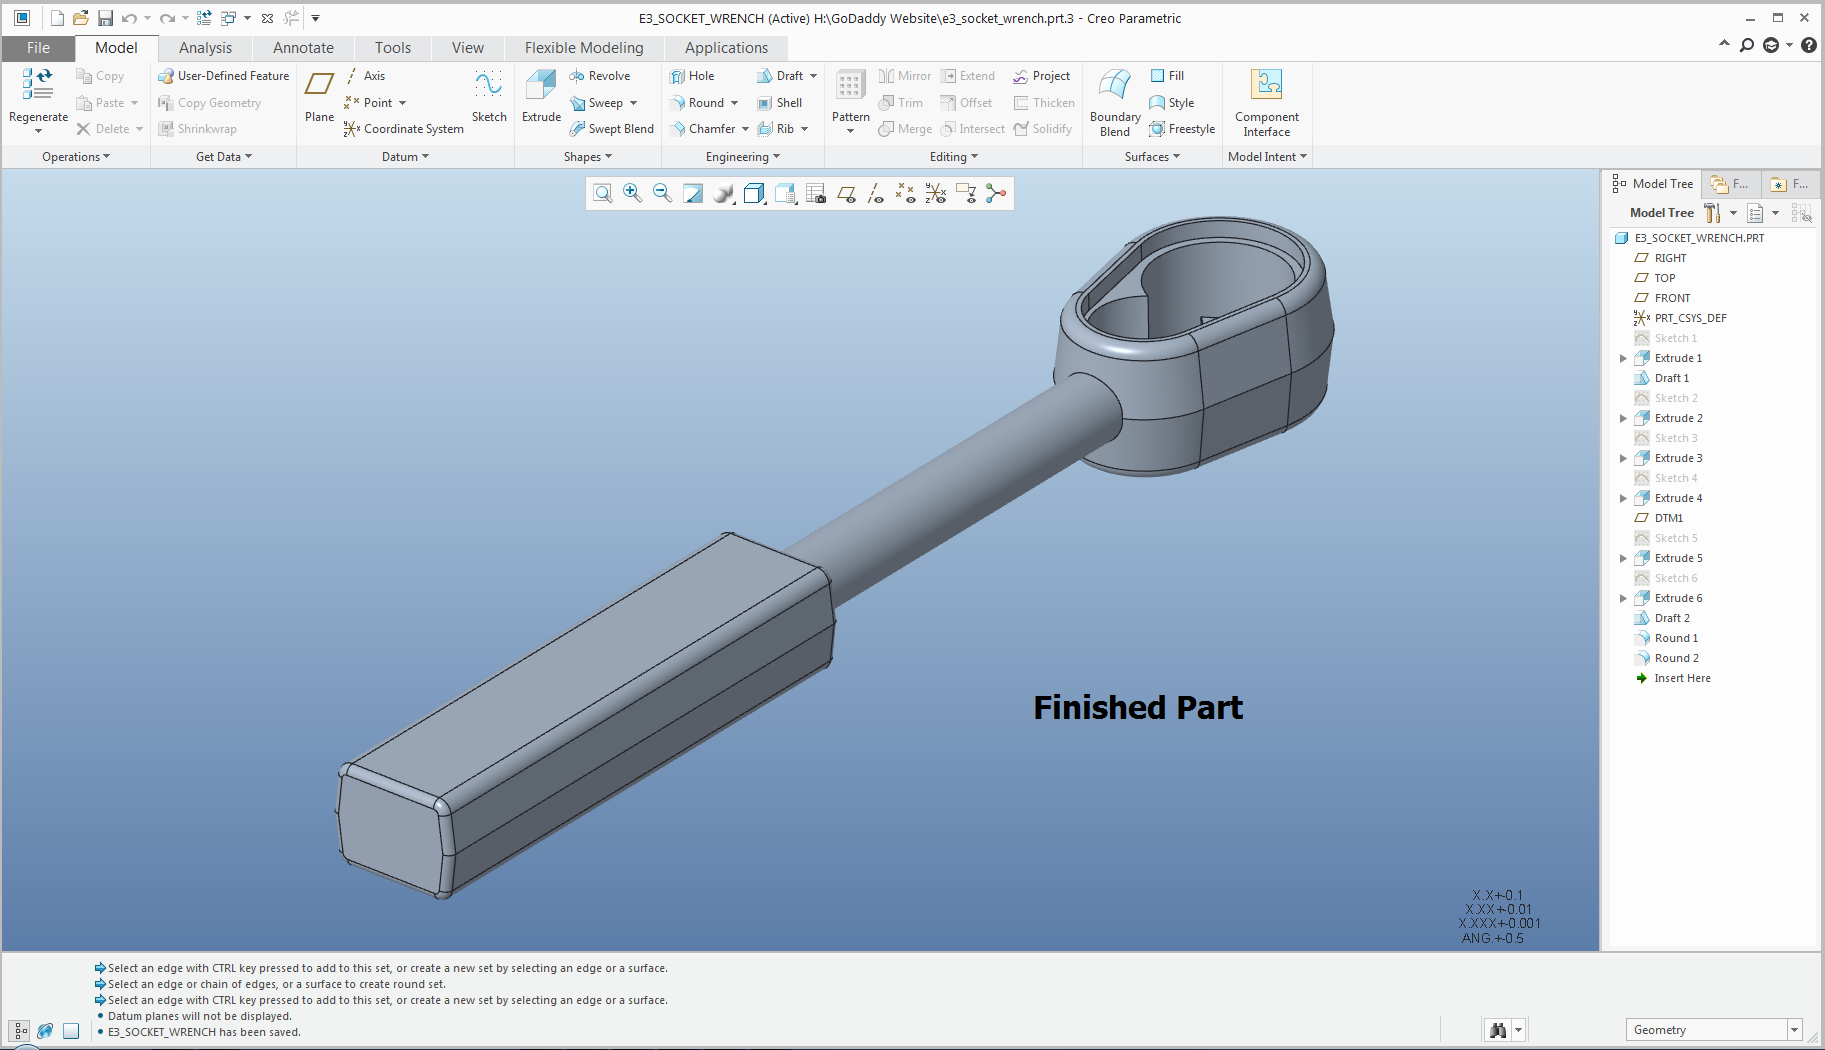 E3_SOCKET_WRENCH (Active) H:\GoDaddy Website\e3_socket_wrench.prt.3 - Creo Parametric
File Model Analysis Annotate Tools View Flexible Modeling Applications
Regenerate
Copy
Paste
Delete
Operations
User-Defined Feature
Copy Geometry
Shrinkwrap
Get Data
Plane
Axis
Point
Coordinate System
Sketch
Datum
Extrude
Revolve
Sweep
Swept Blend
Shapes
Hole
Round
Chamfer
Draft
Shell
Rib
Engineering
Pattern
Mirror
Trim
Merge
Extend
Offset
Intersect
Project
Thicken
Solidify
Editing
Boundary
Blend
Fill
Style
Freestyle
Surfaces
Component
Interface
Model Intent
Model Tree F... F...
Model Tree
E3_SOCKET_WRENCH.PRT
RIGHT
TOP
FRONT
PRT_CSYS_DEF
Sketch 1
Extrude 1
Draft 1
Sketch 2
Extrude 2
Sketch 3
Extrude 3
Sketch 4
Extrude 4
DTM1
Sketch 5
Extrude 5
Sketch 6
Extrude 6
Draft 2
Round 1
Round 2
Insert Here
Finished Part
X.X+-0.1
X.XX+-0.01
X.XXX+-0.001
ANG.+-0.5
Select an edge with CTRL key pressed to add to this set, or create a new set by selecting an edge or a surface.
Select an edge or chain of edges, or a surface to create round set.
Select an edge with CTRL key pressed to add to this set, or create a new set by selecting an edge or a surface.
• Datum planes will not be displayed.
• E3_SOCKET_WRENCH has been saved.
Geometry